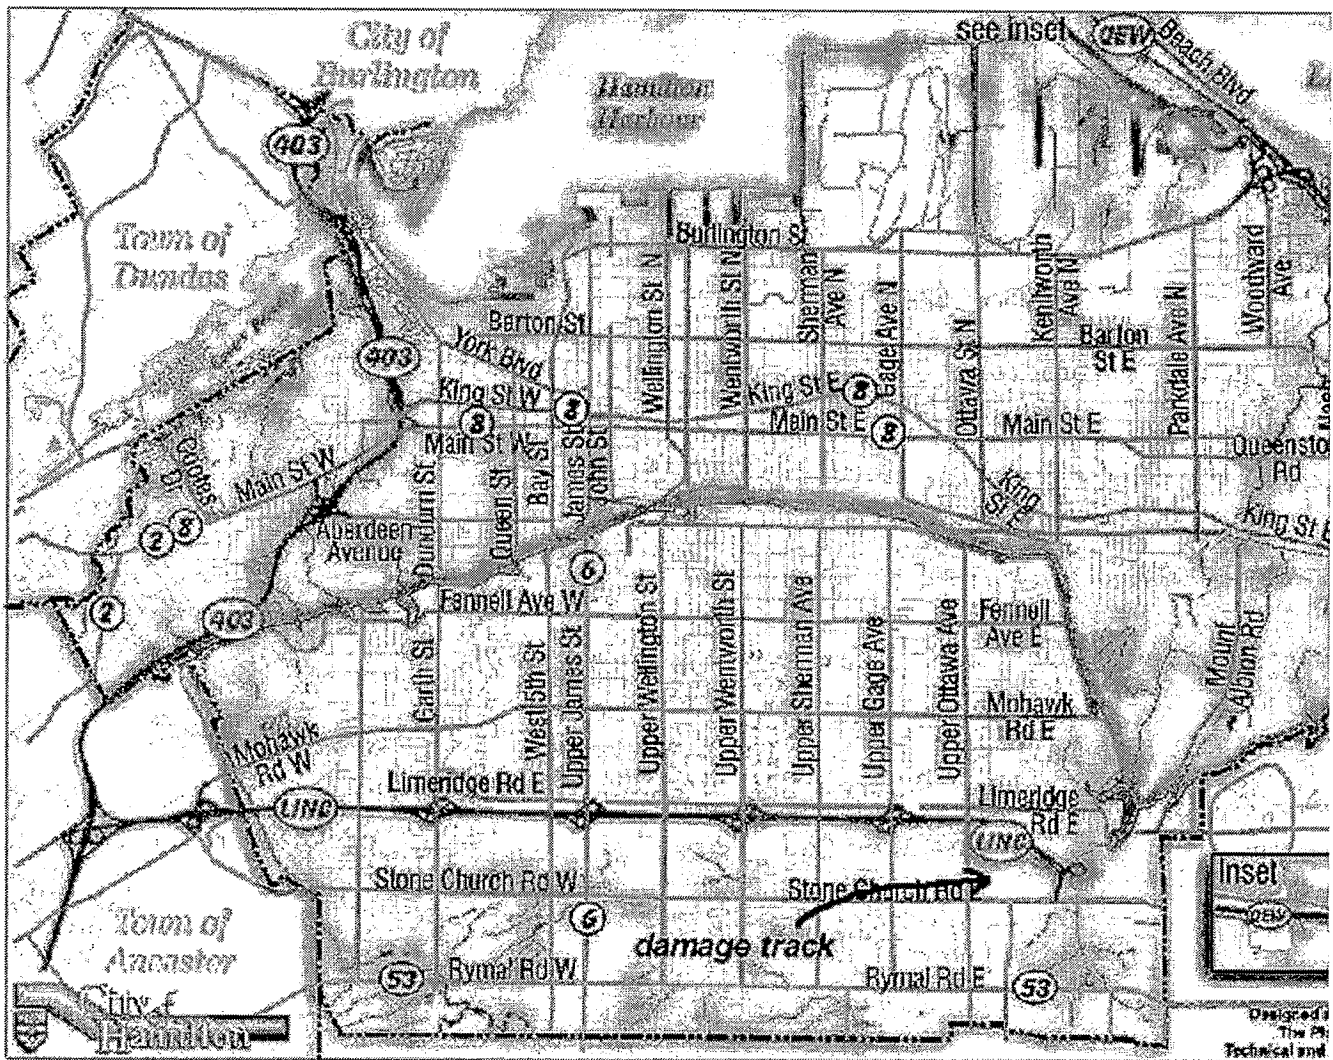 City of
Burlington
see inset
QEW
Beach Blvd
Hamilton
Harbour
403
Town of
Dundas
Burlington St
Wellington St. N
Wentworth St N
Sherman
Ave N
Gage Ave N
Ottawa St N
Kenilworth
Ave N
Parkdale Ave N
Woodward
Ave
Barton St
Barton
St E
York Blvd
403
King St W
8
King St E
8
8
Main St W
Main St E
8
Main St E
Queenston
Rd
Main St W
2
8
Dundurn St
Queen St
Bay St
James St
John St
King
St E
King St E
Aberdeen
Avenue
6
2
403
Fennell Ave W
Fennell
Ave E
Garth St
West 5th St
Upper James St
Upper Wellington St
Upper Wentworth St
Upper Sherman Ave
Upper Gage Ave
Upper Ottawa Ave
Mount
Albion Rd
Mohawk
Rd W
Mohawk
Rd E
Limeridge Rd E
LINC
Limeridge
Rd E
LINC
Stone Church Rd W
Stone Church Rd E
Inset
QEW
6
damage track
Town of
Ancaster
53
Rymal Rd W
Rymal Rd E
53
City of
Hamilton
Designed
The
Technical and